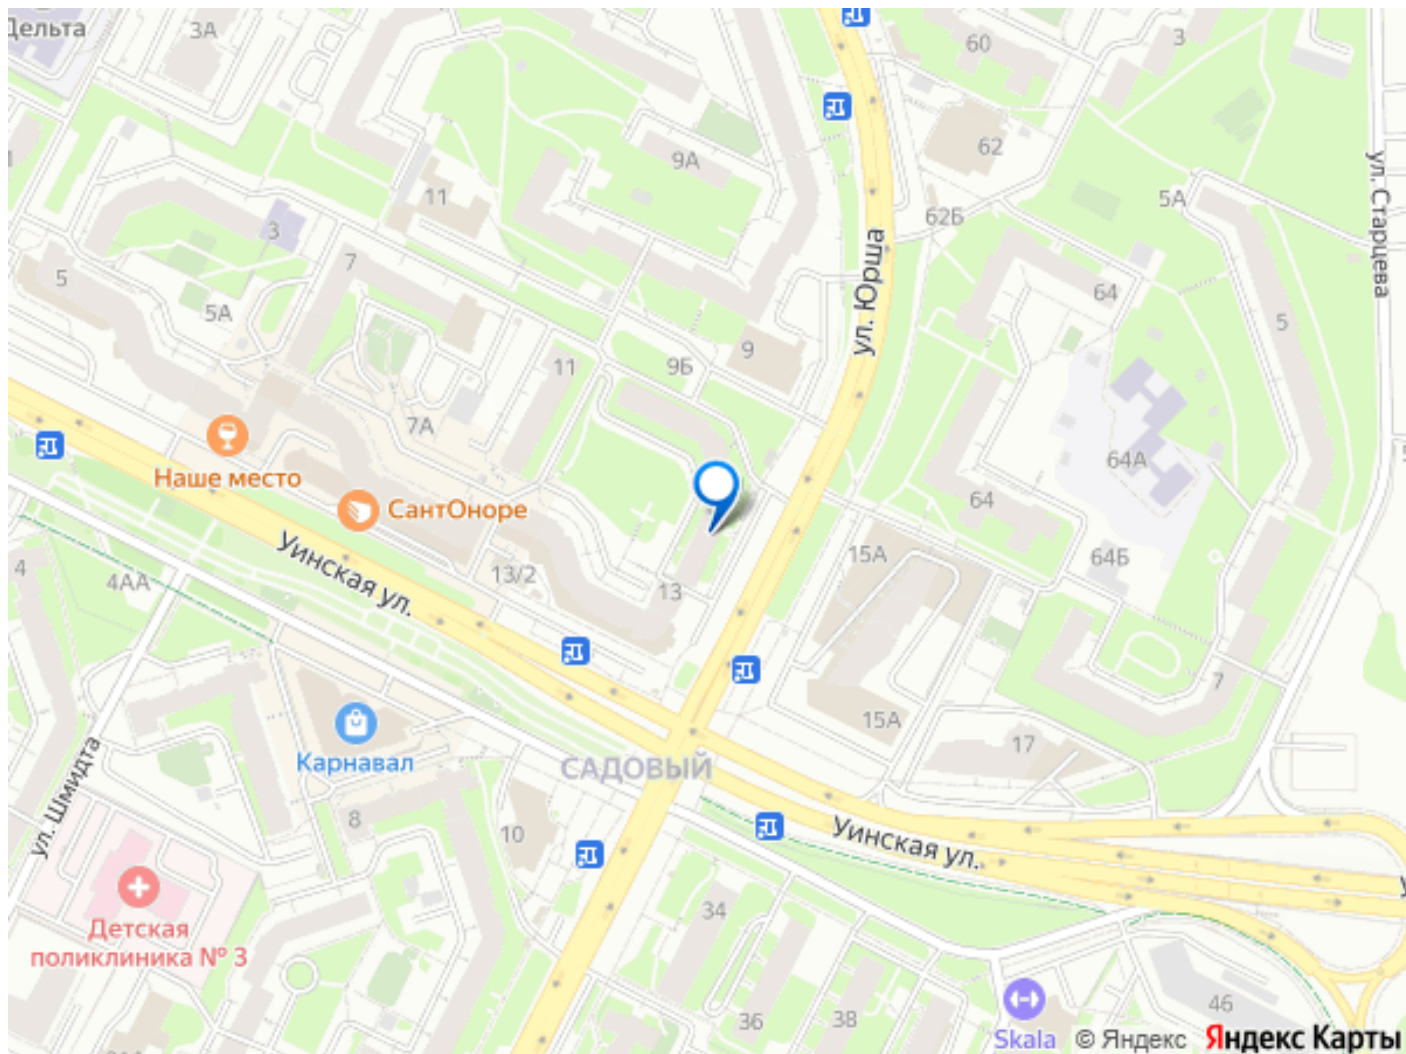 Дельта
3А
60
3
62
9А
11
5А
ул. Старцева
62Б
3
7
5
ул. Юрша
64
5А
5
9
11
9Б
7А
Наше место
64А
СантОноре
64
Уинская ул.
15А
64Б
4
4АА
13/2
13
7
15А
17
Карнавал
САДОВЫЙ
ул. Шмидта
8
10
Уинская ул.
34
Детская
поликлиника № 3
36
38
46
Skala
© Яндекс
Яндекс Карты